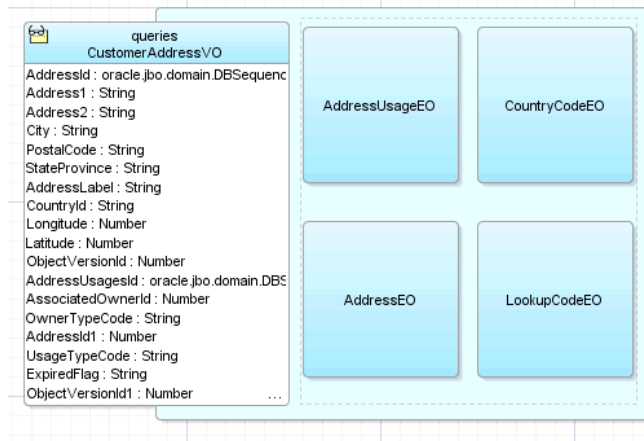 queries
CustomerAddressVO
AddressId : oracle.jbo.domain.DBSequenc
Address1 : String
Address2 : String
City : String
PostalCode : String
StateProvince : String
AddressLabel : String
CountryId : String
Longitude : Number
Latitude : Number
ObjectVersionId : Number
AddressUsagesId : oracle.jbo.domain.DBS
AssociatedOwnerId : Number
OwnerTypeCode : String
AddressId1 : Number
UsageTypeCode : String
ExpiredFlag : String
ObjectVersionId1 : Number ...
AddressUsageEO
CountryCodeEO
AddressEO
LookupCodeEO